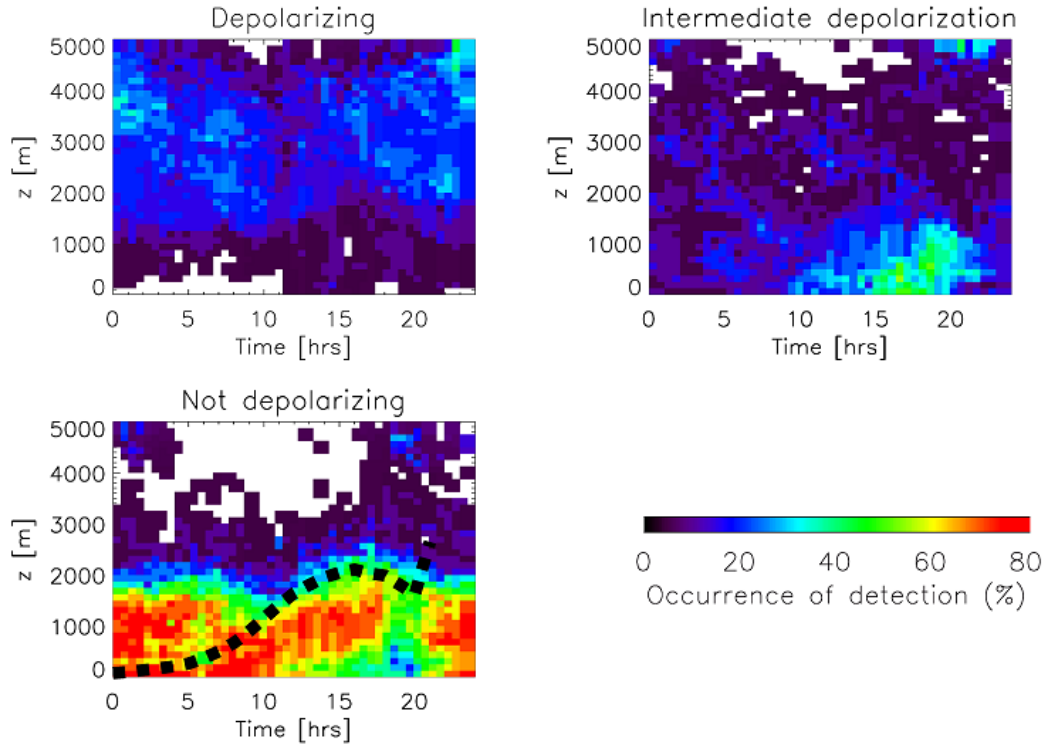 Depolarizing
5000
4000
3000
2000
1000
0
z [m]
0 5 10 15 20
Time [hrs]
Intermediate depolarization
5000
4000
3000
2000
1000
0
z [m]
0 5 10 15 20
Time [hrs]
Not depolarizing
5000
4000
3000
2000
1000
0
z [m]
0 5 10 15 20
Time [hrs]
0 20 40 60 80
Occurrence of detection (%)